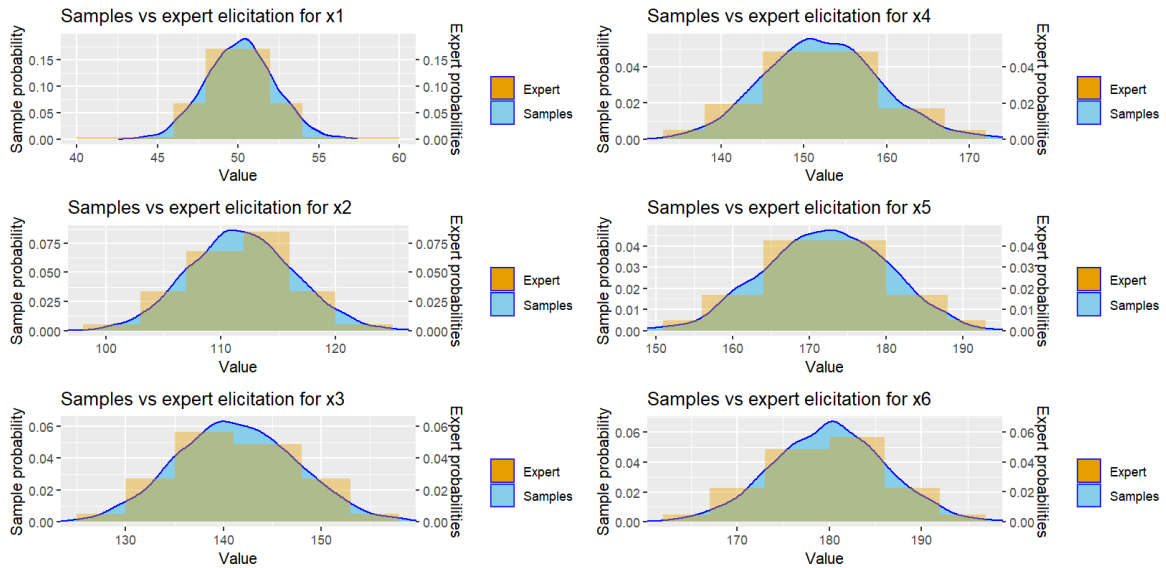 Samples vs expert elicitation for x1
Sample probability
0.15
0.10
0.05
0.00
0.15
0.10
0.05
0.00
Expert probabilities
40
45
50
55
60
Value
Expert
Samples
Samples vs expert elicitation for x4
Sample probability
0.04
0.02
0.00
0.04
0.02
0.00
Expert probabilities
140
150
160
170
Value
Expert
Samples
Samples vs expert elicitation for x2
Sample probability
0.075
0.050
0.025
0.000
0.075
0.050
0.025
0.000
Expert probabilities
100
110
120
Value
Expert
Samples
Samples vs expert elicitation for x5
Sample probability
0.04
0.03
0.02
0.01
0.00
0.04
0.03
0.02
0.01
0.00
Expert probabilities
150
160
170
180
190
Value
Expert
Samples
Samples vs expert elicitation for x3
Sample probability
0.06
0.04
0.02
0.00
0.06
0.04
0.02
0.00
Expert probabilities
130
140
150
Value
Expert
Samples
Samples vs expert elicitation for x6
Sample probability
0.06
0.04
0.02
0.00
0.06
0.04
0.02
0.00
Expert probabilities
170
180
190
Value
Expert
Samples